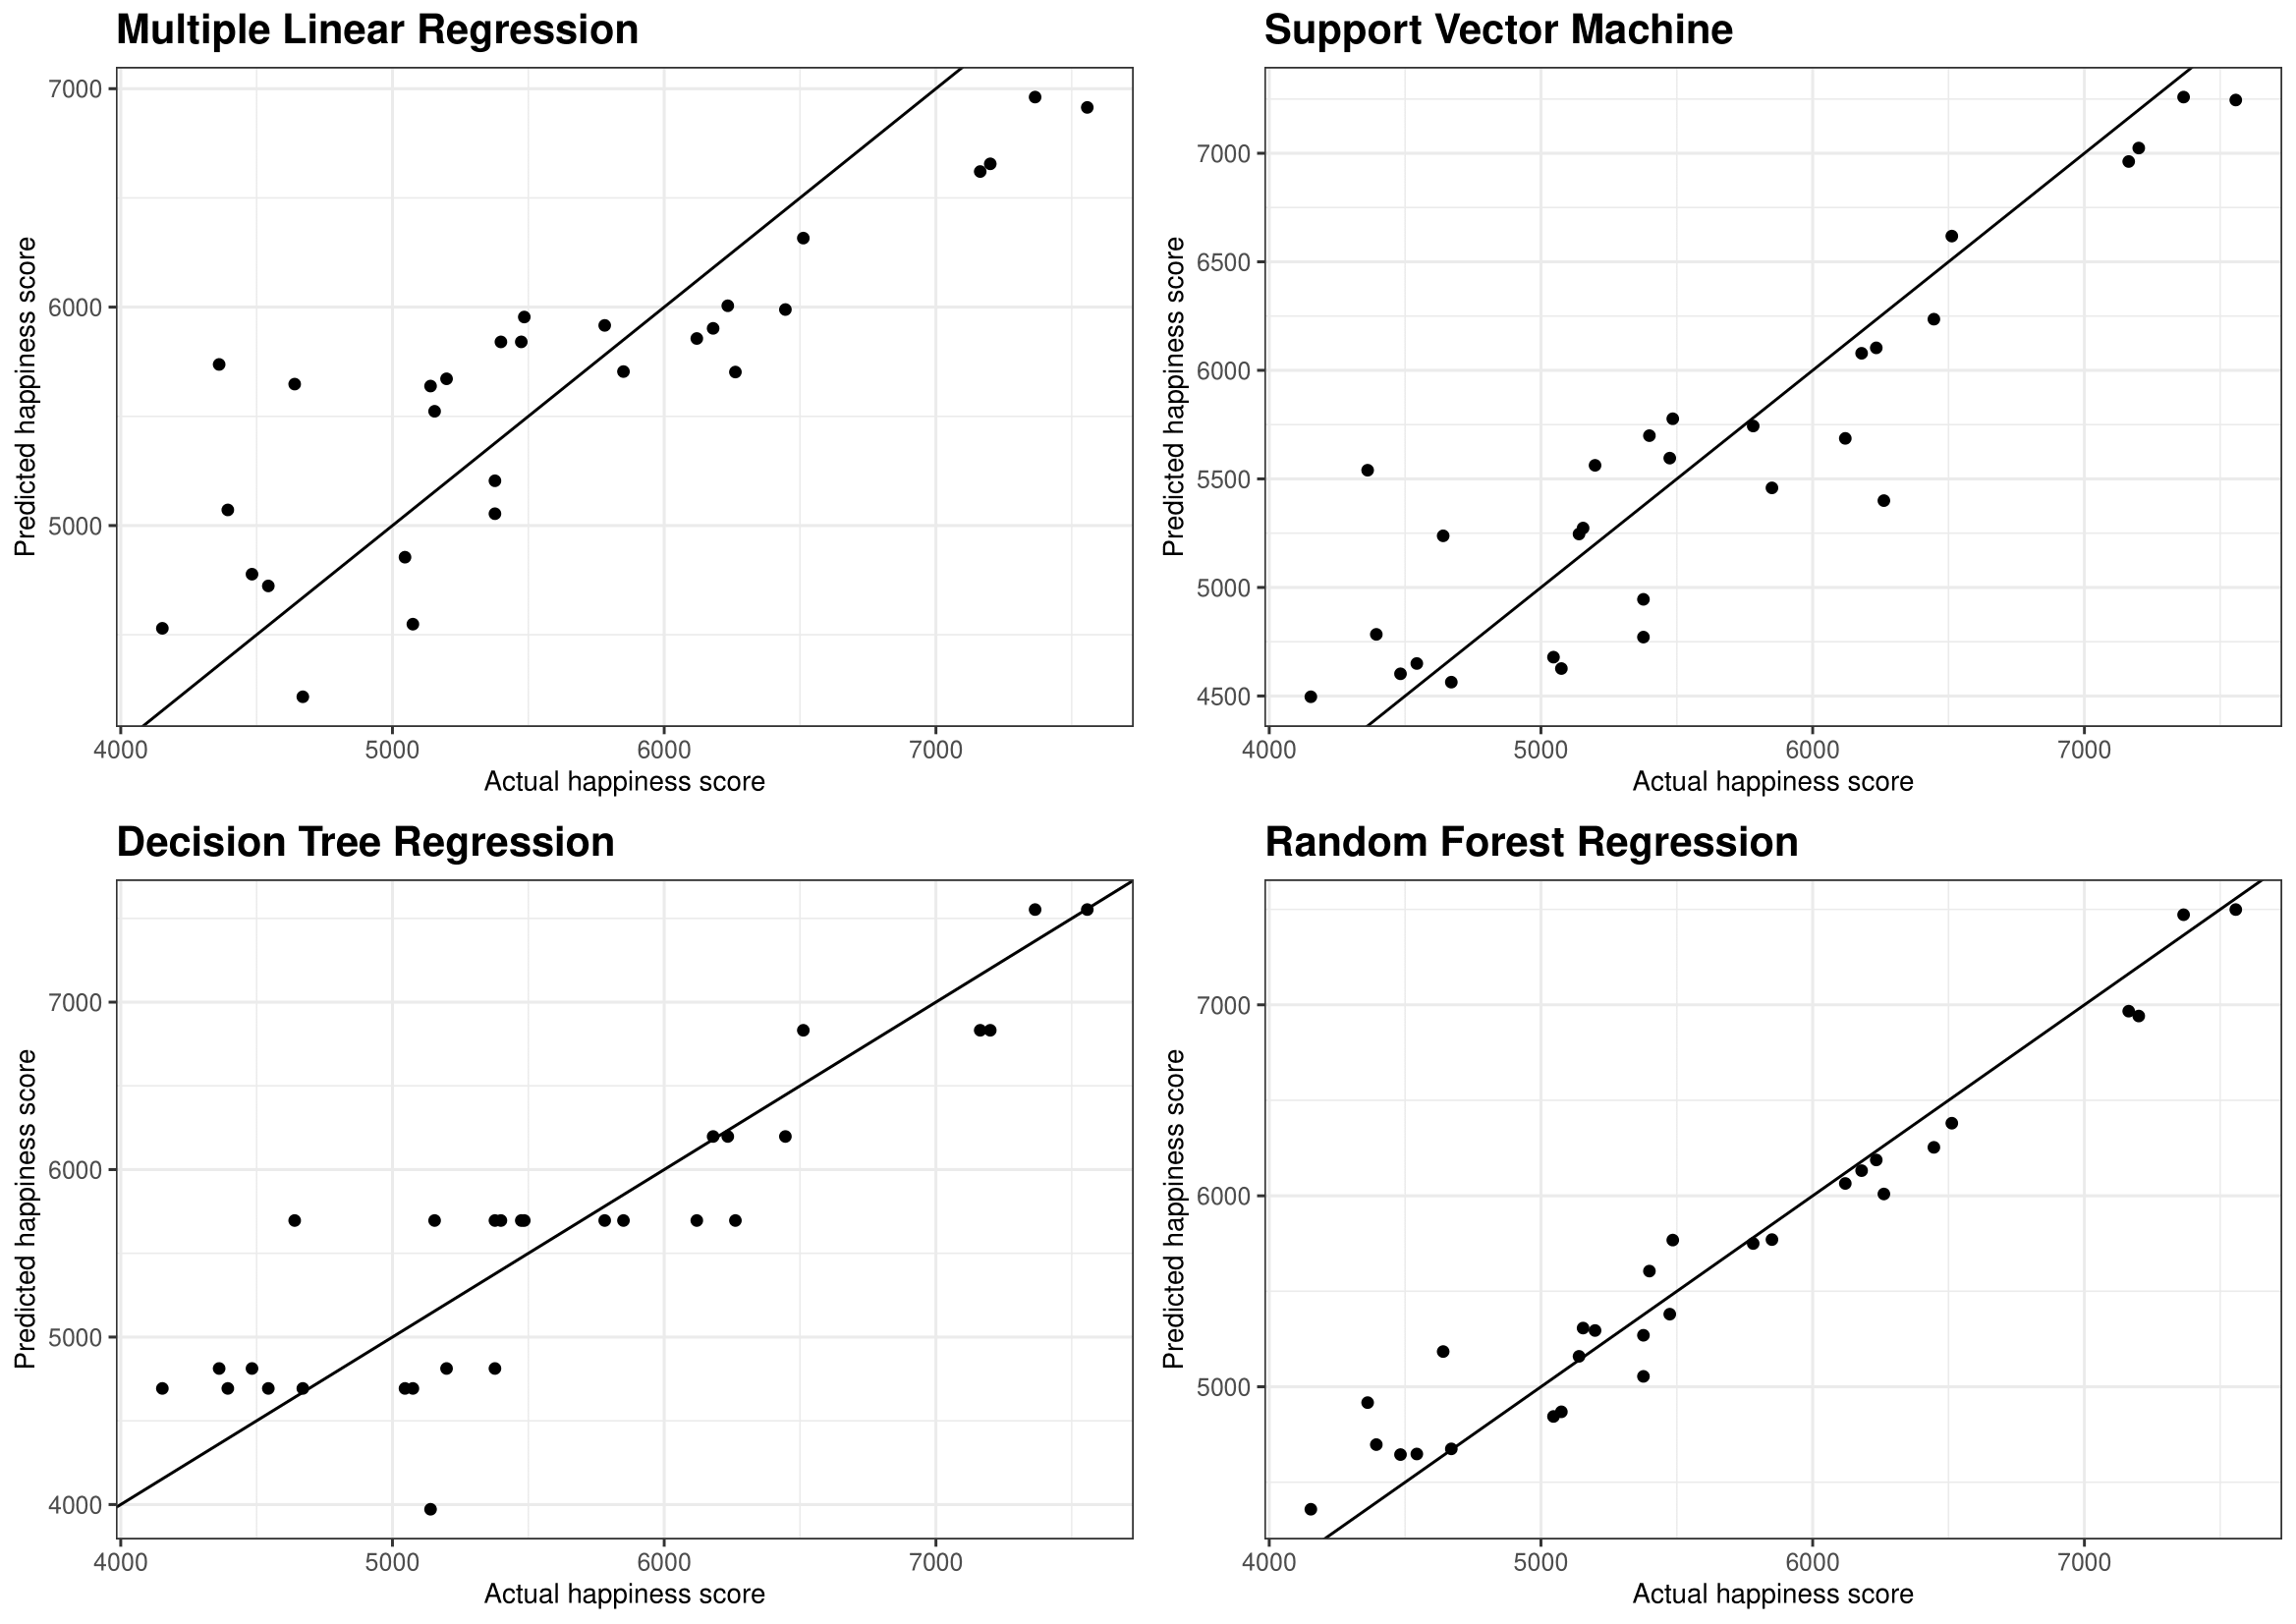 Multiple Linear Regression
Predicted happiness score
7000
6000
5000
4000
5000
6000
7000
Actual happiness score
Support Vector Machine
Predicted happiness score
7000
6500
6000
5500
5000
4500
4000
5000
6000
7000
Actual happiness score
Decision Tree Regression
Predicted happiness score
7000
6000
5000
4000
4000
5000
6000
7000
Actual happiness score
Random Forest Regression
Predicted happiness score
7000
6000
5000
4000
5000
6000
7000
Actual happiness score